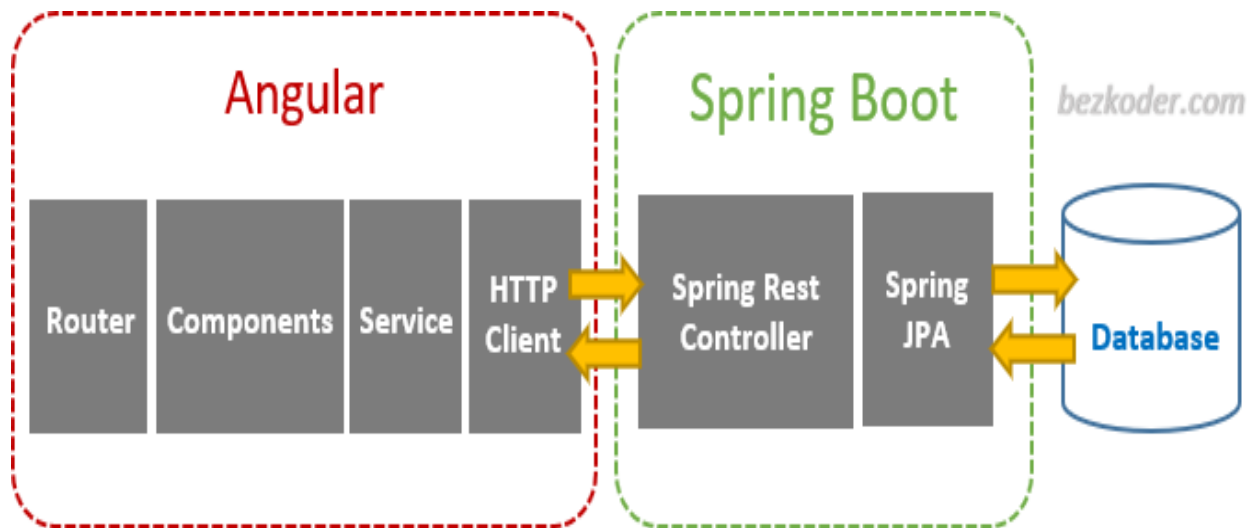 Angular
Spring Boot
bezkoder.com
Router
Components
Service
HTTP
Client
Spring Rest
Controller
Spring
JPA
Database